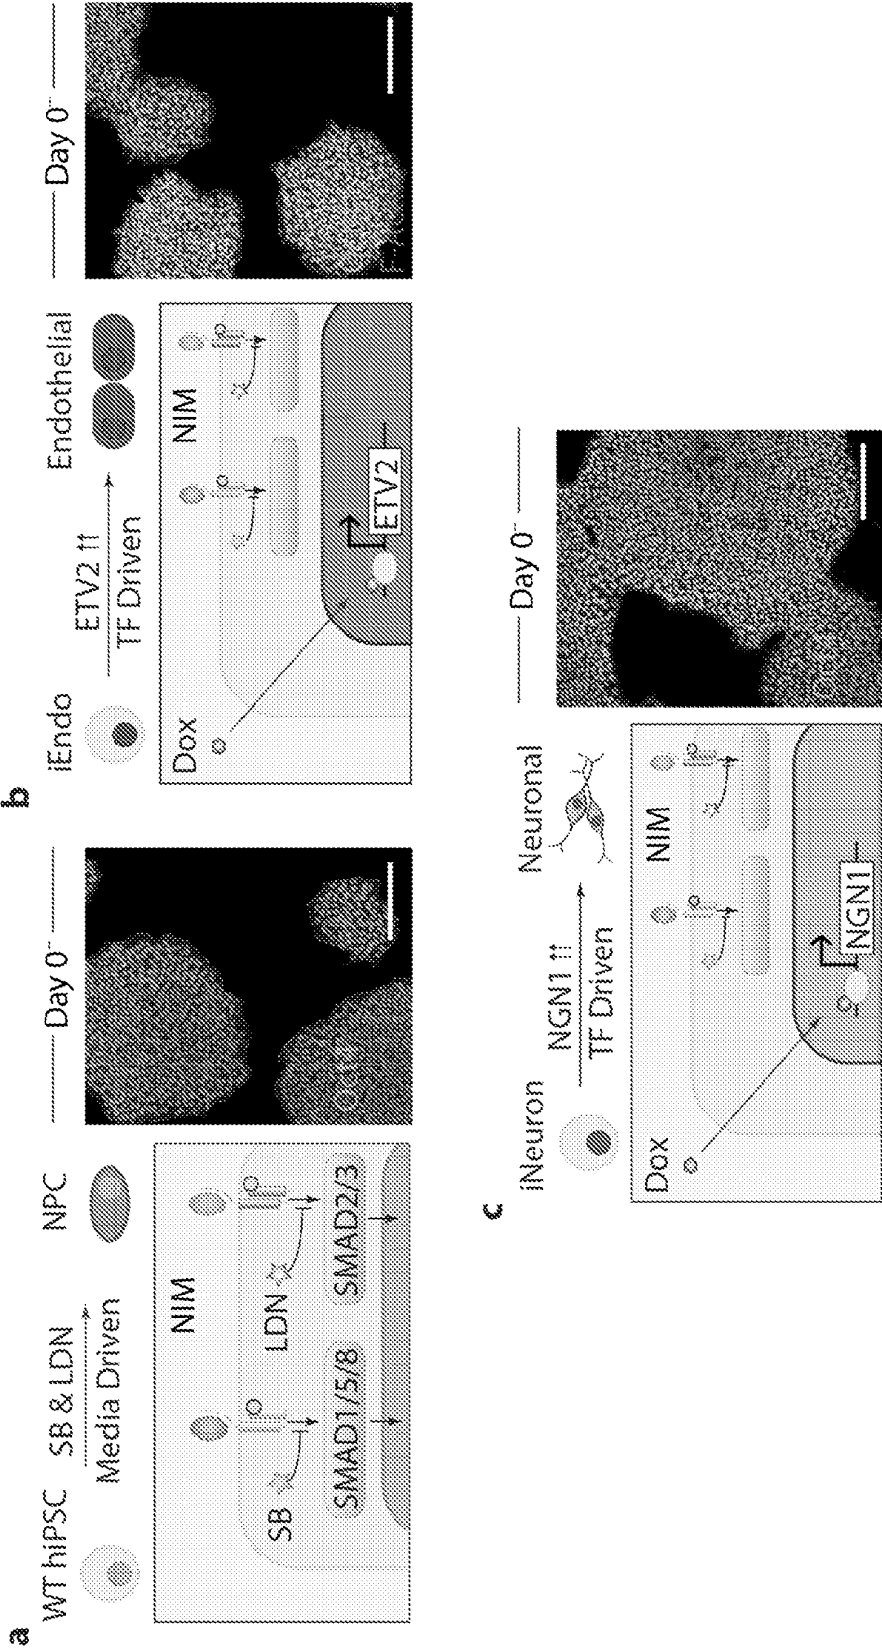 a
WT hiPSC
SB & LDN
Media Driven
NPC
NIM
SB
LDN
SMAD1/5/8
SMAD2/3
Day 0
b
iEndo
ETV2 ⇈
TF Driven
Endothelial
Dox
NIM
ETV2
Day 0
c
iNeuron
NGN1 ⇈
TF Driven
Neuronal
Dox
NIM
NGN1
Day 0